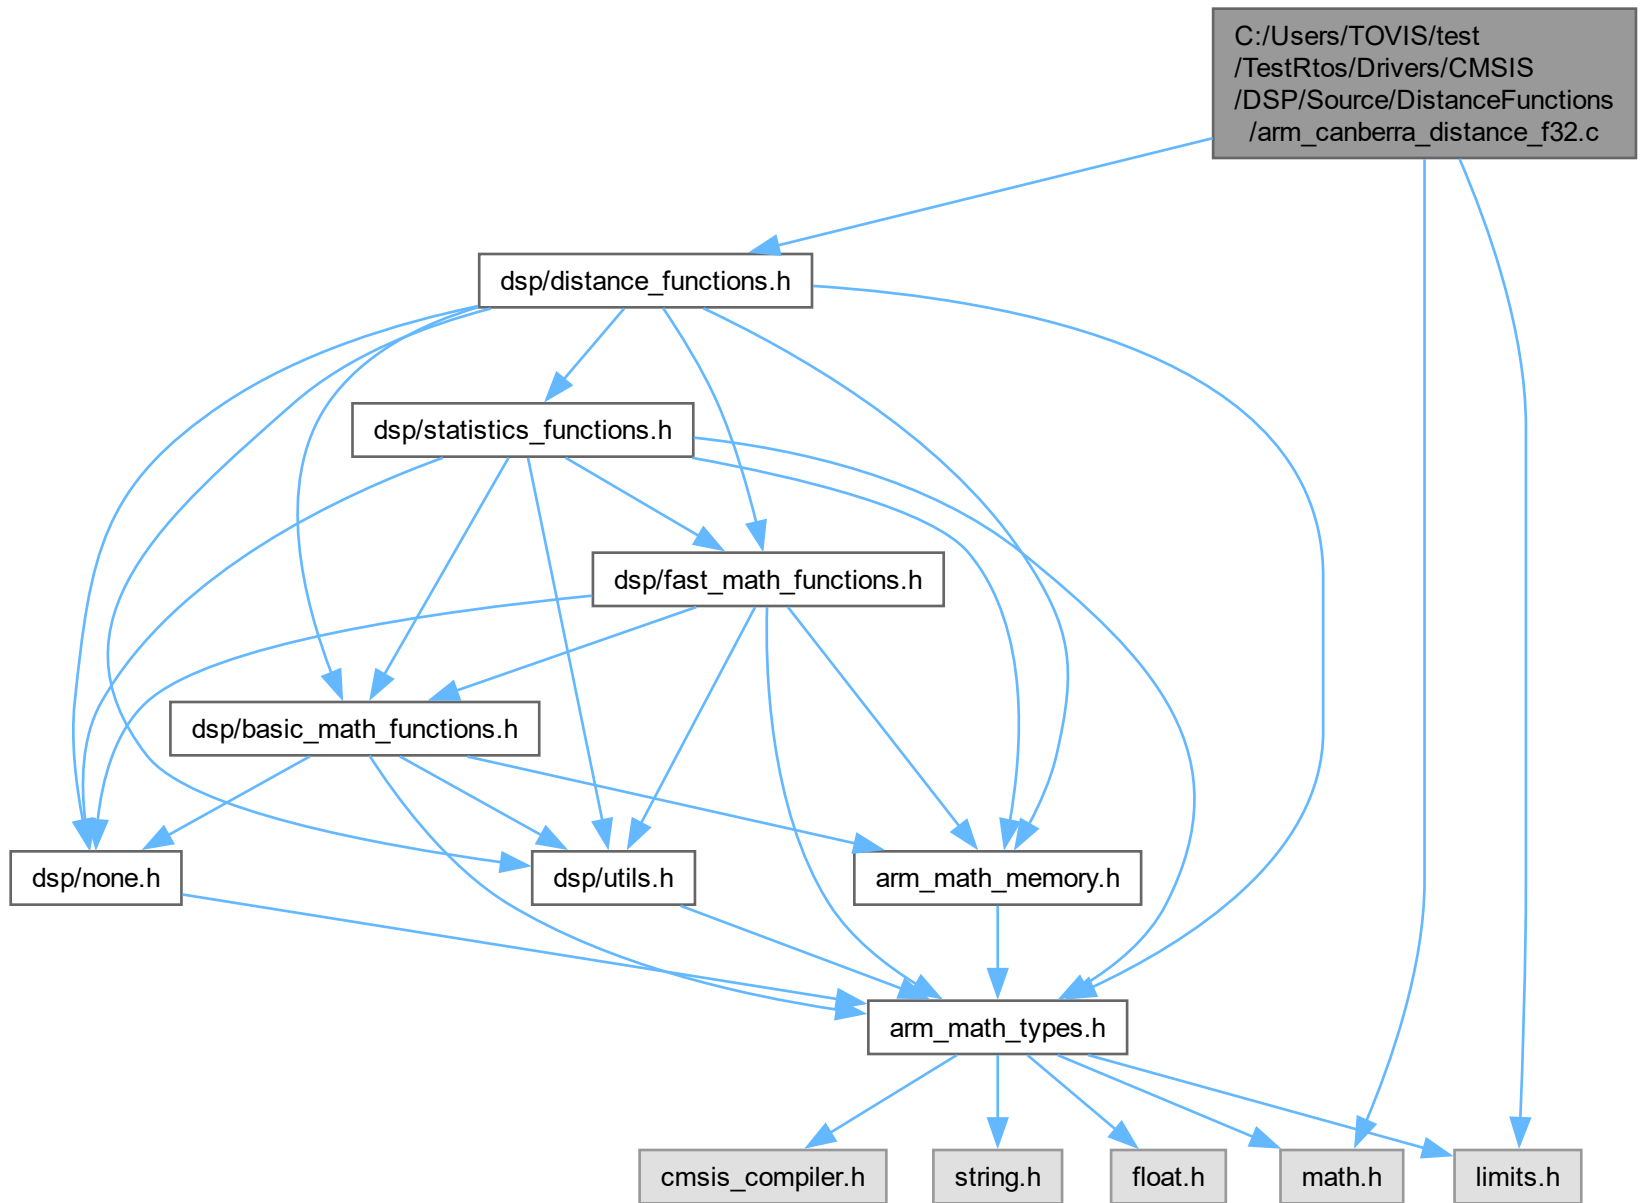 C:/Users/TOVIS/test
/TestRtos/Drivers/CMSIS
/DSP/Source/DistanceFunctions
/arm_canberra_distance_f32.c
dsp/distance_functions.h
dsp/statistics_functions.h
dsp/fast_math_functions.h
dsp/basic_math_functions.h
dsp/none.h
dsp/utils.h
arm_math_memory.h
arm_math_types.h
cmsis_compiler.h
string.h
float.h
math.h
limits.h